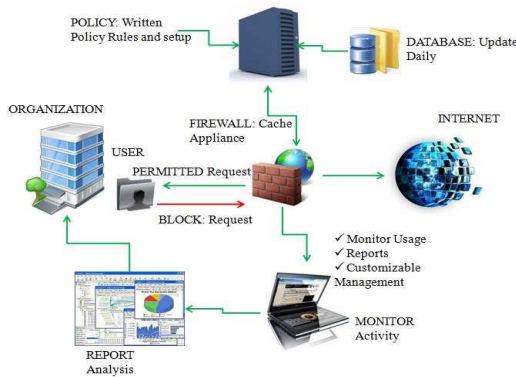 POLICY: Written
Policy Rules and setup
DATABASE: Update
Daily
ORGANIZATION
FIREWALL: Cache
Appliance
INTERNET
USER
PERMITTED Request
BLOCK: Request
✓ Monitor Usage
✓ Reports
✓ Customizable
Management
MONITOR
Activity
REPORT
Analysis